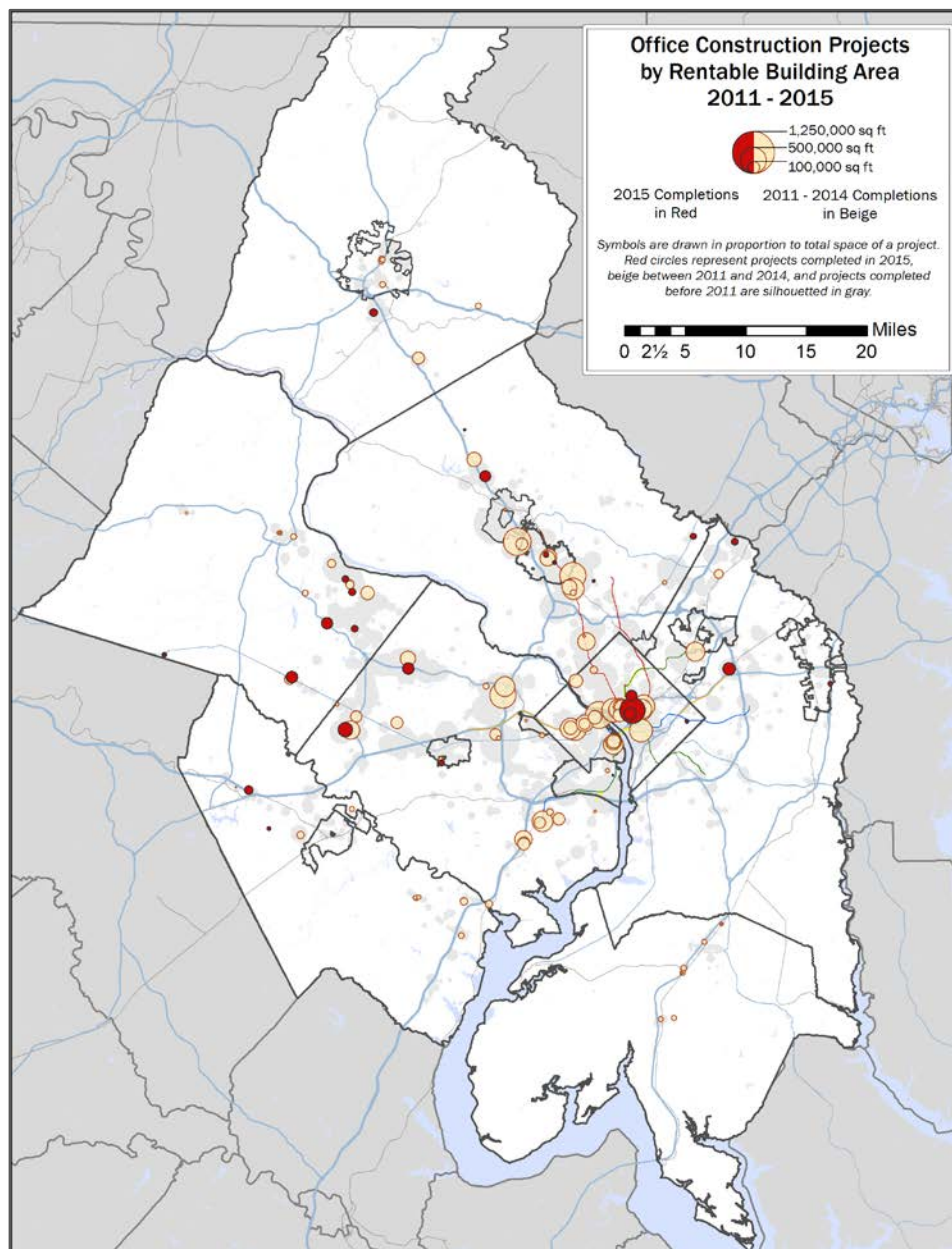 Office Construction Projects
by Rentable Building Area
2011 - 2015
1,250,000 sq ft
500,000 sq ft
100,000 sq ft
2015 Completions
in Red
2011 - 2014 Completions
in Beige
Symbols are drawn in proportion to total space of a project.
Red circles represent projects completed in 2015,
beige between 2011 and 2014, and projects completed
before 2011 are silhouetted in gray.
Miles
0 2½ 5 10 15 20